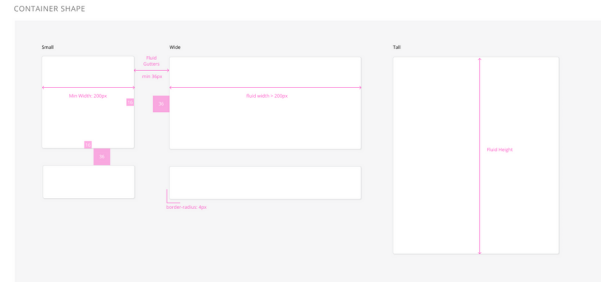 CONTAINER SHAPE
Small
Wide
Tall
Fluid
Gutters
min 36px
Min Width: 200px
fluid width > 200px
Fluid Height
border-radius: 4px